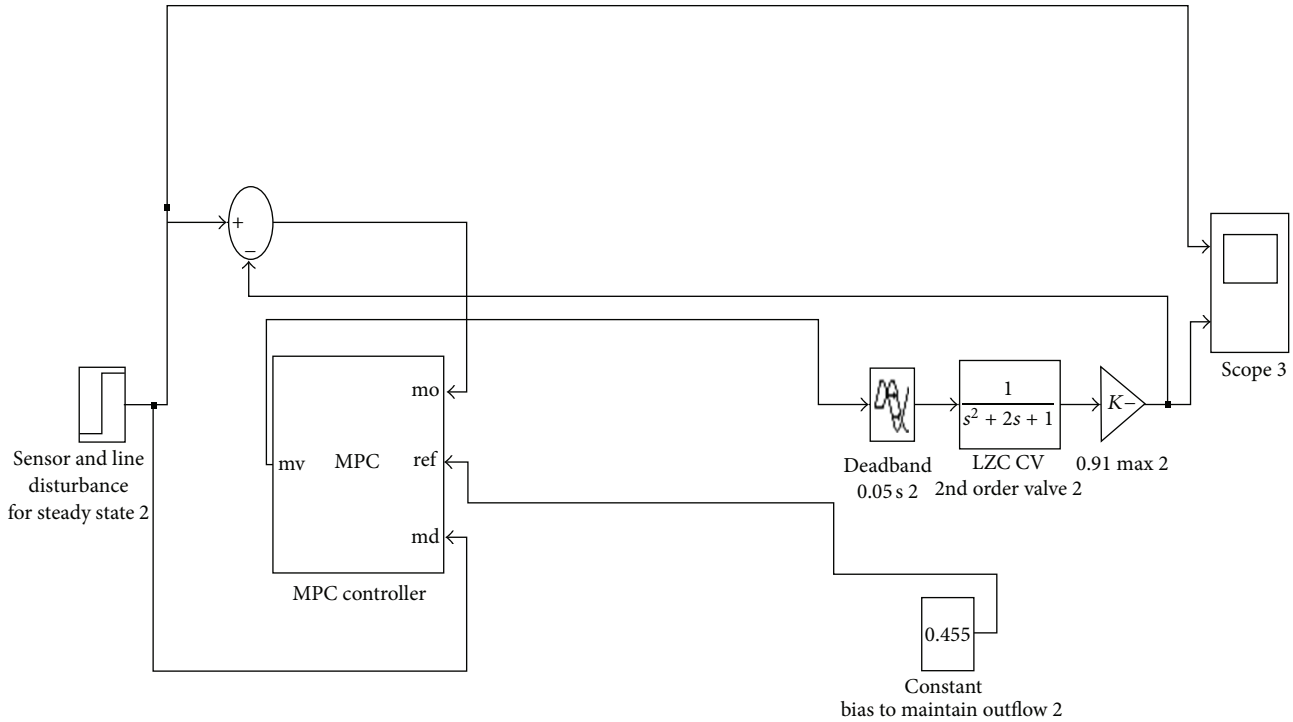 +
−
Scope 3
mo
mv
MPC
ref
md
MPC controller
Sensor and line
disturbance
for steady state 2
Deadband
0.05 s 2
1
s² + 2s + 1
LZC CV
2nd order valve 2
K−
0.91 max 2
0.455
Constant
bias to maintain outflow 2